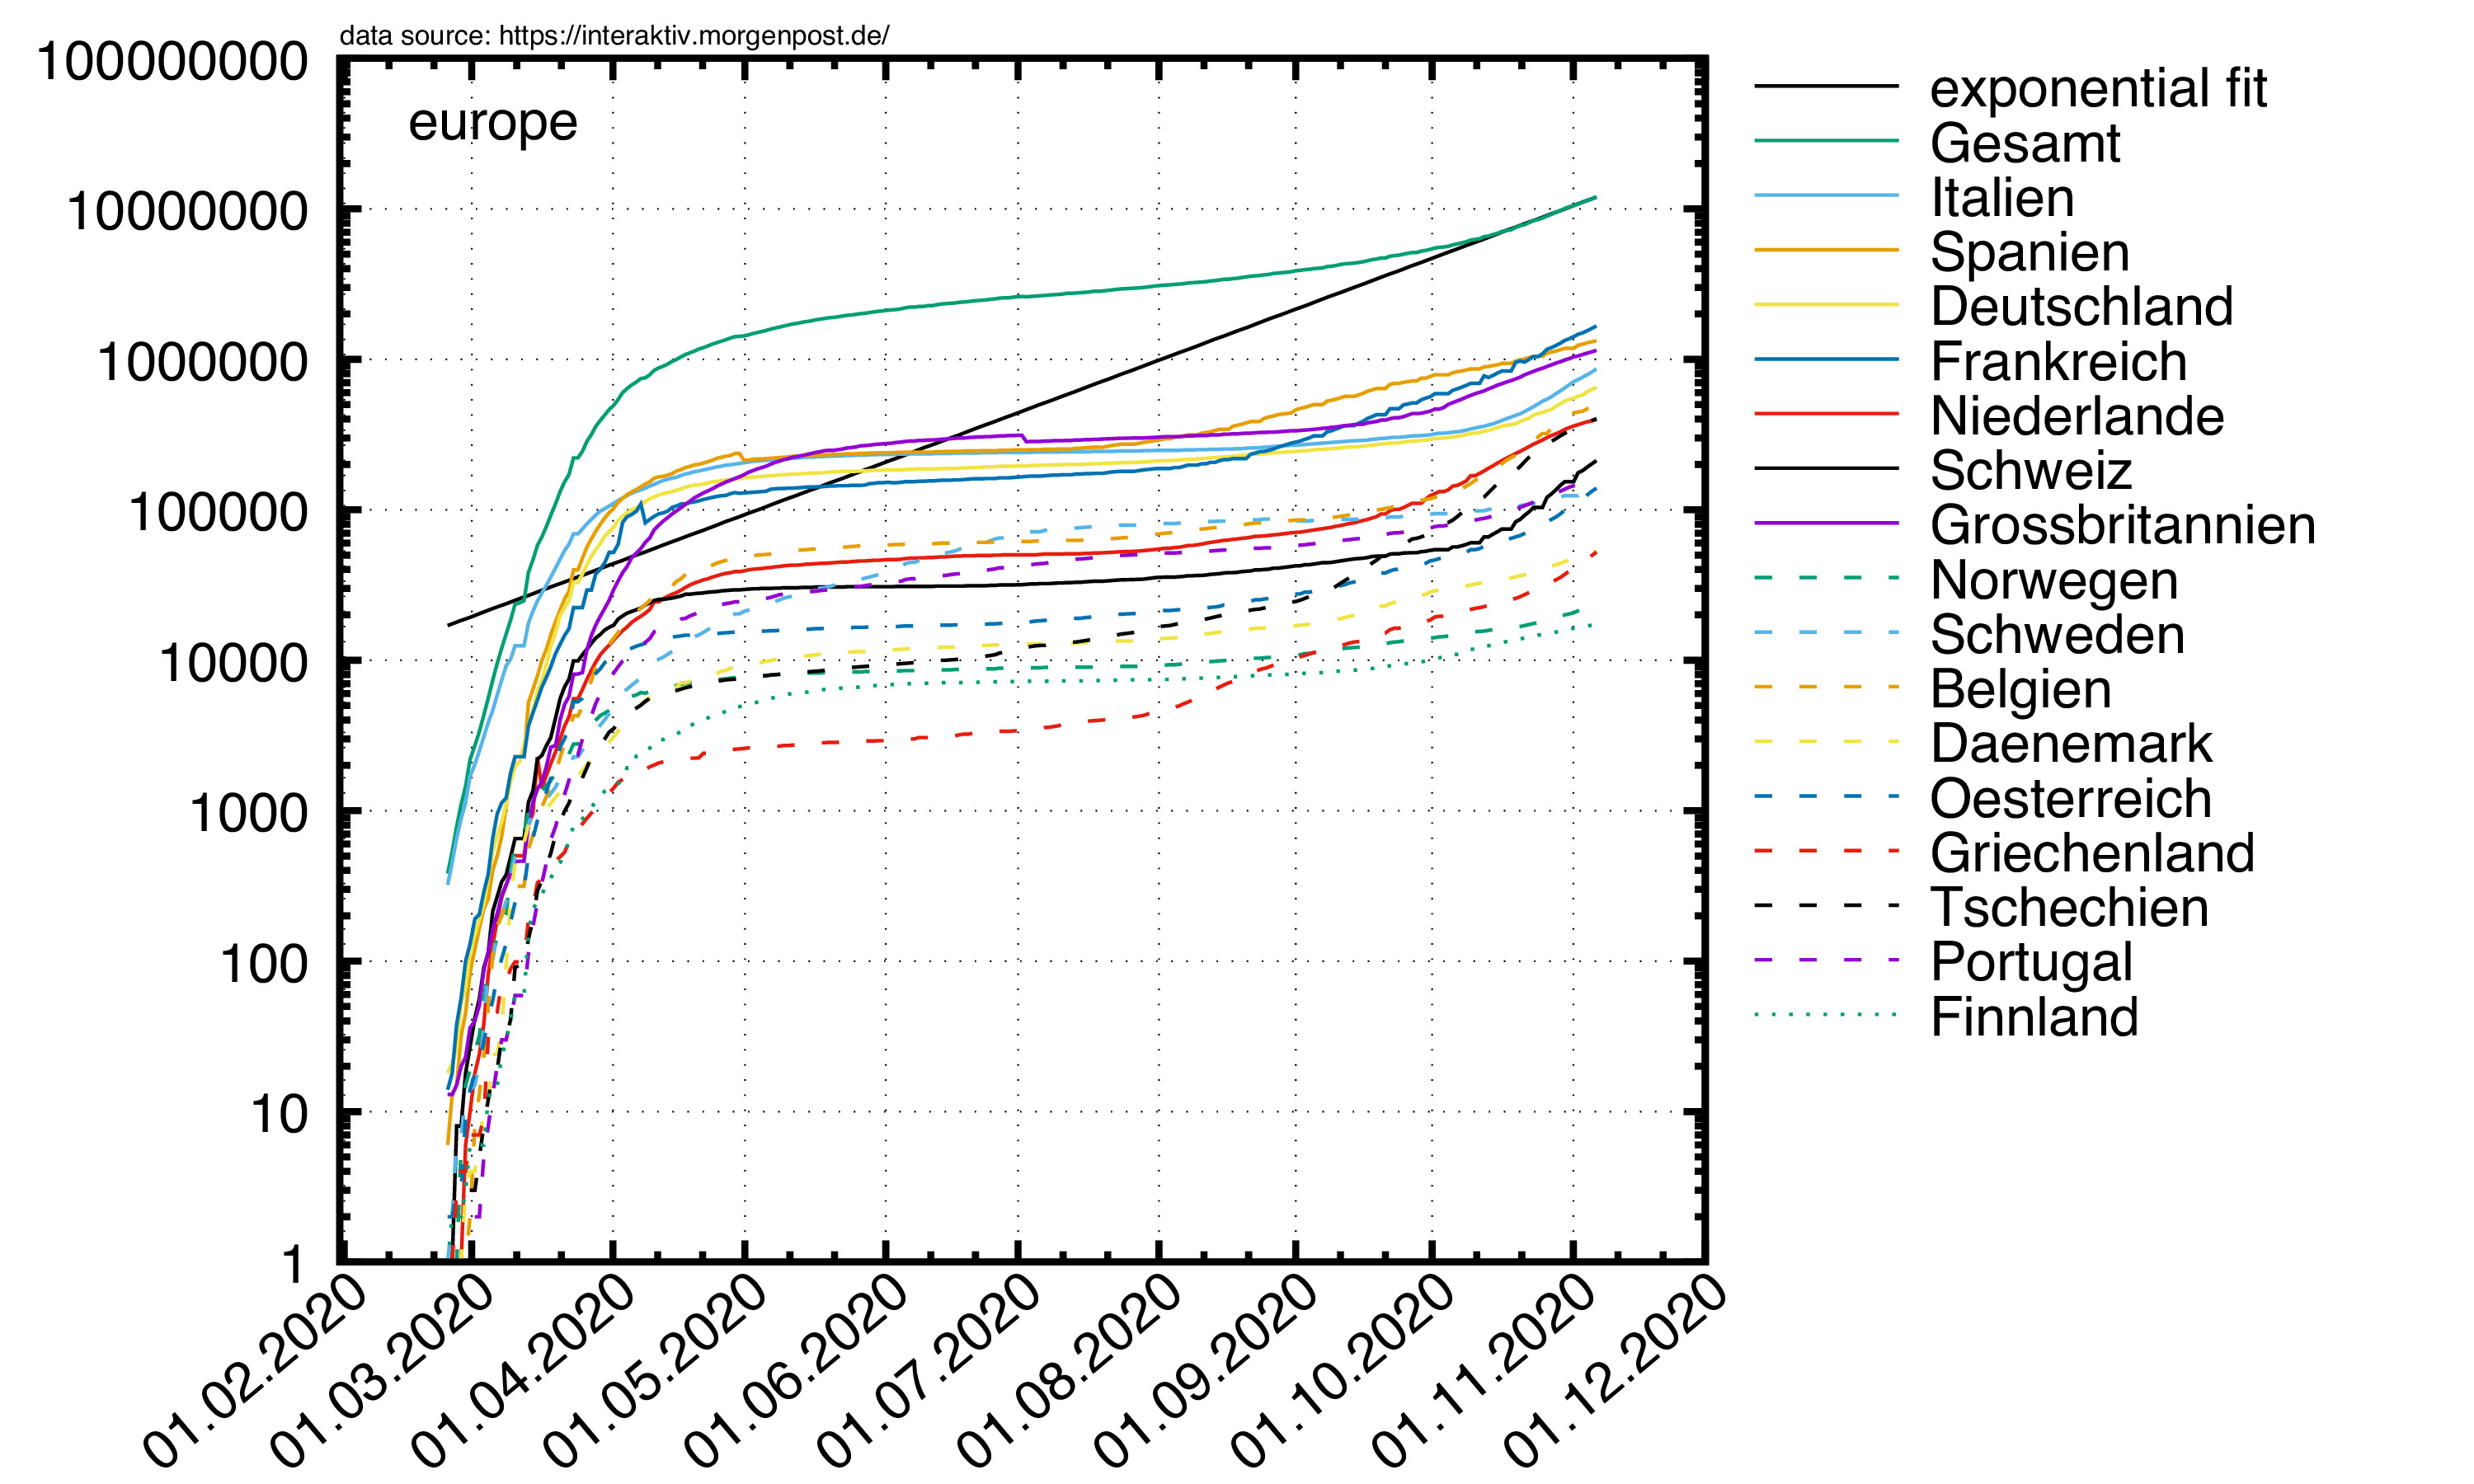 data source: https://interaktiv.morgenpost.de/
europe
100000000
10000000
1000000
100000
10000
1000
100
10
1
01.02.2020
01.03.2020
01.04.2020
01.05.2020
01.06.2020
01.07.2020
01.08.2020
01.09.2020
01.10.2020
01.11.2020
01.12.2020
exponential fit
Gesamt
Italien
Spanien
Deutschland
Frankreich
Niederlande
Schweiz
Grossbritannien
Norwegen
Schweden
Belgien
Daenemark
Oesterreich
Griechenland
Tschechien
Portugal
Finnland